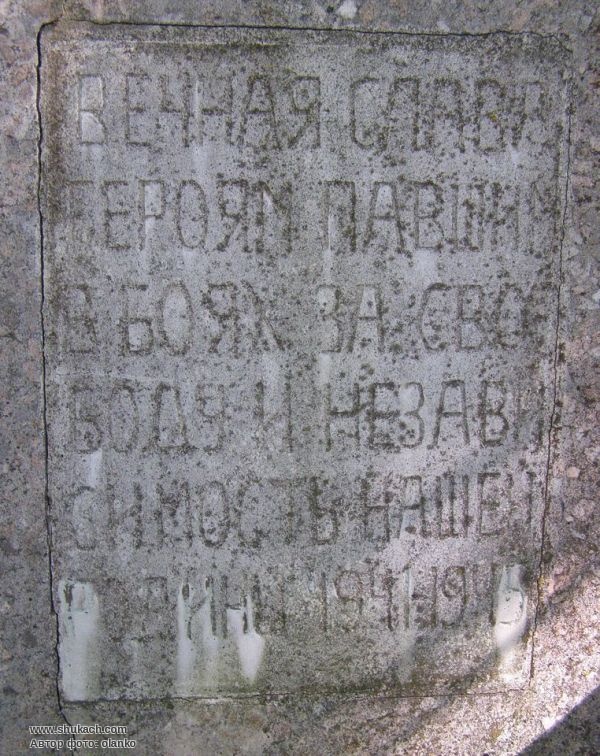 ВЕЧНАЯ СЛАВА
ГЕРОЯМ ПАВШИМ
В БОЯХ ЗА СВО
БОДУ И НЕЗАВИ
СИМОСТЬ НАШЕЙ
РОДИНЫ 1941-1945
www.shukach.com
Автор фото: olanko